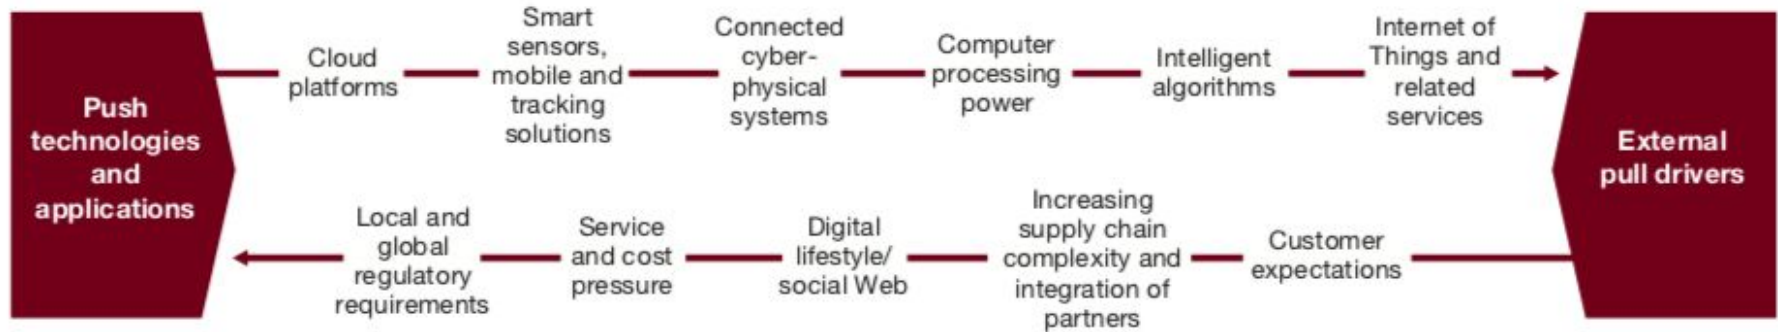 Push
technologies
and
applications
Cloud
platforms
Smart
sensors,
mobile and
tracking
solutions
Connected
cyber-
physical
systems
Computer
processing
power
Intelligent
algorithms
Internet of
Things and
related
services
External
pull drivers
Local and
global
regulatory
requirements
Service
and cost
pressure
Digital
lifestyle/
social Web
Increasing
supply chain
complexity and
integration of
partners
Customer
expectations